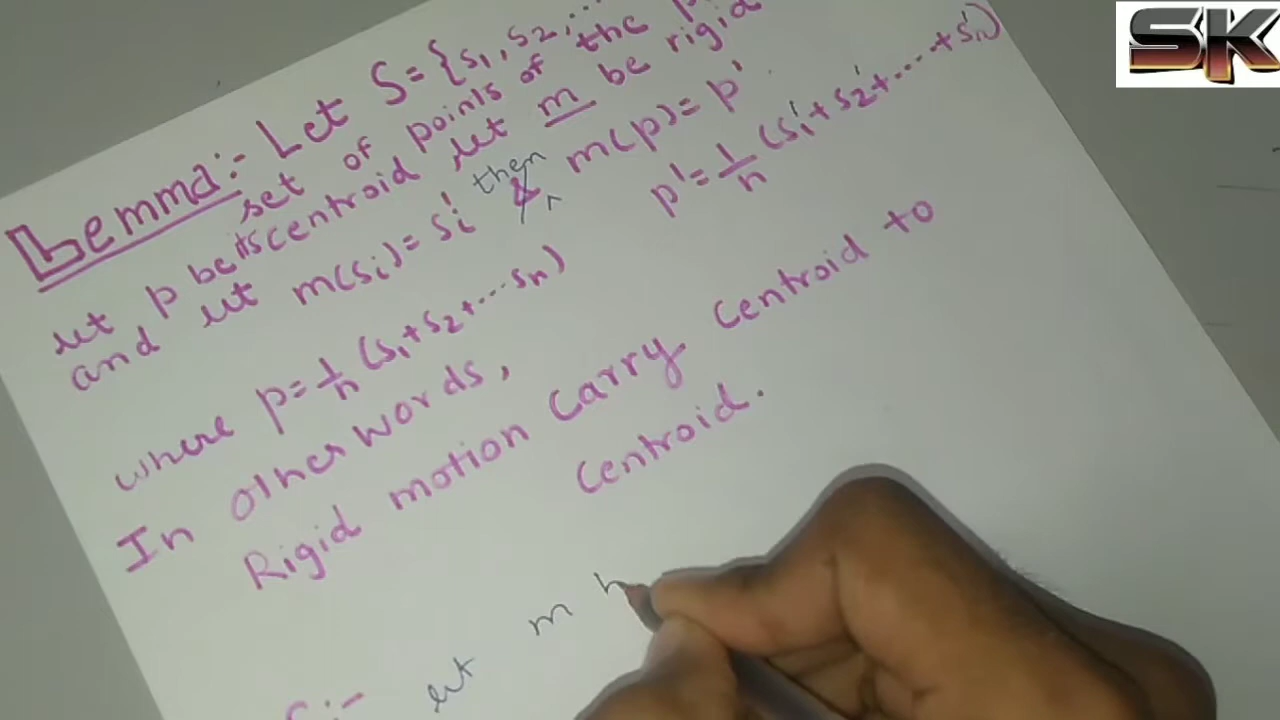 SK
Lemma:- Let S={s₁, s₂, ...
set of points of the
let p be its centroid let m be rigid
and let m(sᵢ)= sᵢ' then m(p)= p'.
where p= 1/n (s₁+s₂+...sₙ) p'= 1/n (s₁'+s₂'+....+sₙ')
In other words,
Rigid motion Carry Centroid to
Centroid.
let m